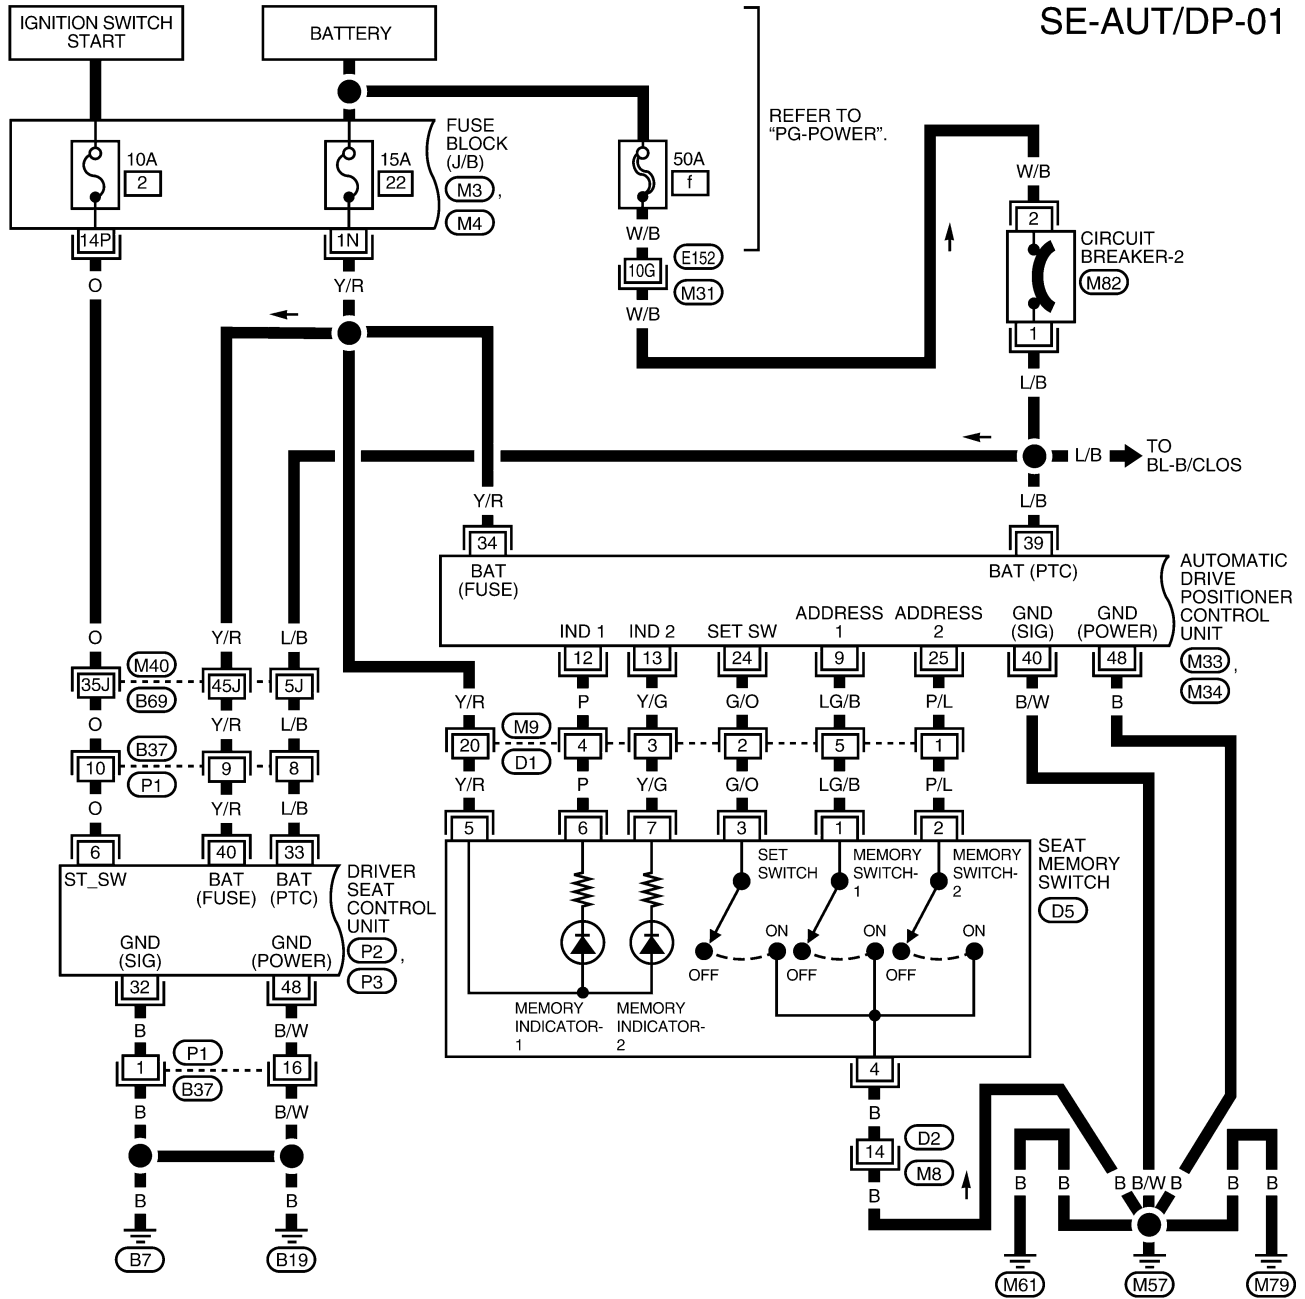 SE-AUT/DP-01
IGNITION SWITCH
START
BATTERY
REFER TO
“PG-POWER”.
FUSE
BLOCK
(J/B)
M3 ,
M4
10A
2
15A
22
50A
f
W/B
14P
1N
W/B
10G
E152
M31
W/B
2
CIRCUIT
BREAKER-2
M82
1
O
Y/R
L/B
L/B
TO
BL-B/CLOS
Y/R
L/B
34
39
BAT
(FUSE)
BAT (PTC)
AUTOMATIC
DRIVE
POSITIONER
CONTROL
UNIT
M33 ,
M34
IND 1
IND 2
SET SW
ADDRESS
1
ADDRESS
2
GND
(SIG)
GND
(POWER)
12
13
24
9
25
40
48
O
Y/R
L/B
35J
M40
B69
45J
5J
O
Y/R
L/B
10
B37
P1
9
8
O
Y/R
L/B
6
40
33
ST_SW
BAT
(FUSE)
BAT
(PTC)
DRIVER
SEAT
CONTROL
UNIT
P2 ,
P3
GND
(SIG)
GND
(POWER)
32
48
B
B/W
1
P1
B37
16
B
B/W
B
B
B7
B19
Y/R
P
Y/G
G/O
LG/B
P/L
B/W
B
20
M9
D1
4
3
2
5
1
Y/R
P
Y/G
G/O
LG/B
P/L
5
6
7
3
1
2
SEAT
MEMORY
SWITCH
D5
SET
SWITCH
MEMORY
SWITCH-
1
MEMORY
SWITCH-
2
ON
ON
ON
OFF
OFF
OFF
MEMORY
INDICATOR-
1
MEMORY
INDICATOR-
2
4
B
14
D2
M8
B
B
B
B
B/W
B
B
B
M61
M57
M79